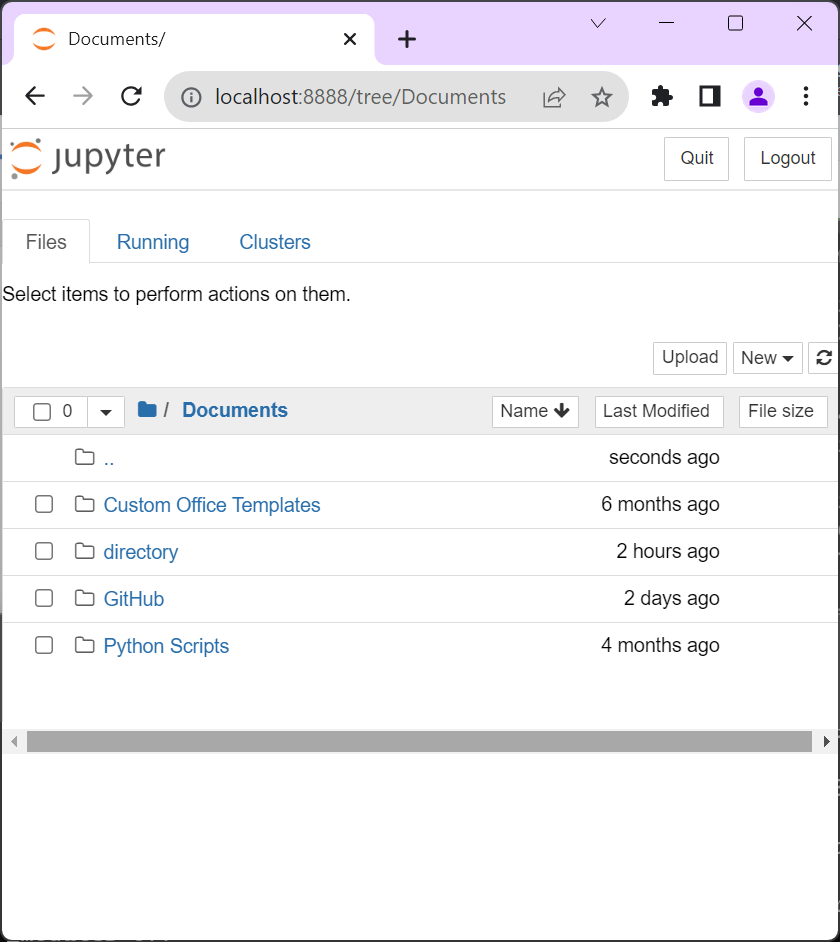 Documents/
localhost:8888/tree/Documents
jupyter
Quit
Logout
Files
Running
Clusters
Select items to perform actions on them.
Upload
New
0
/ Documents
Name
Last Modified
File size
..
seconds ago
Custom Office Templates
6 months ago
directory
2 hours ago
GitHub
2 days ago
Python Scripts
4 months ago